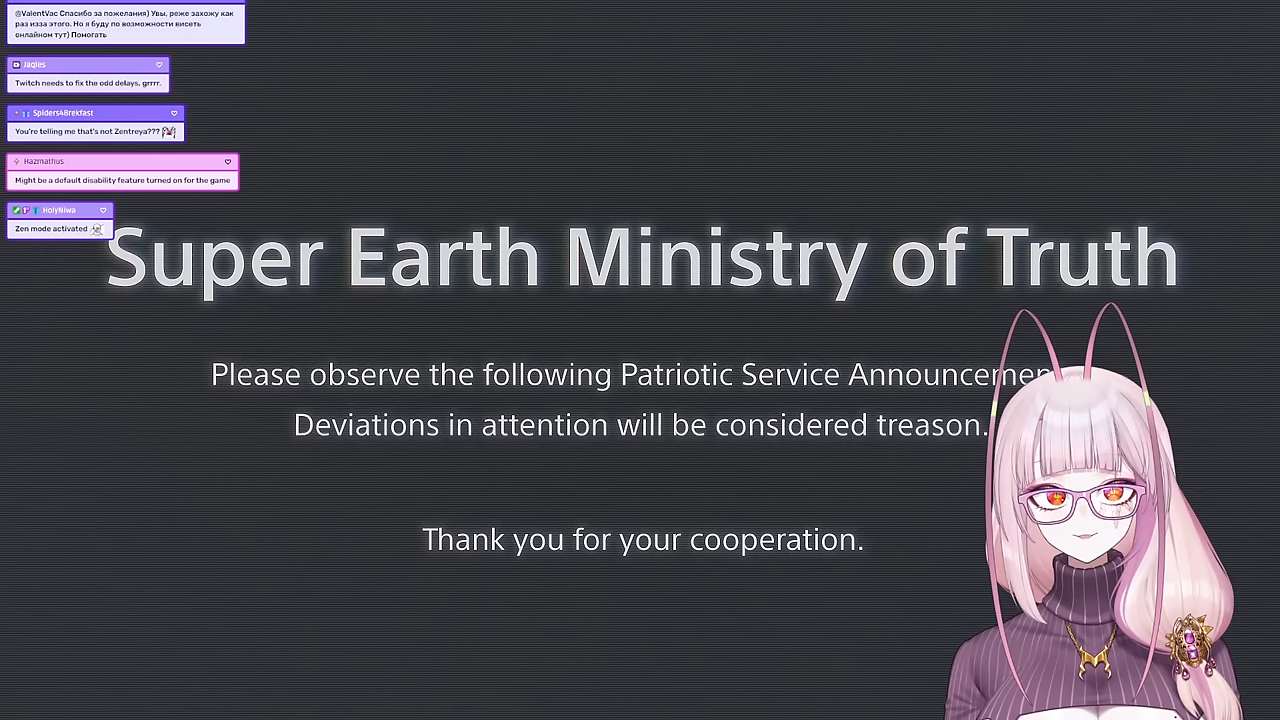 @ValentVac Спасибо за пожелания) Увы, реже захожу как
раз изза этого. Но я буду по возможности висеть
онлайном тут) Помогать
Jaqles
Twitch needs to fix the odd delays, grrrr.
Spiders4Brekfast
You're telling me that's not Zentreya???
Hazmathus
Might be a default disability feature turned on for the game
HolyNiwa
Zen mode activated
Super Earth Ministry of Truth
Please observe the following Patriotic Service
Deviations in attention will be considered treason.
Thank you for your cooperation.